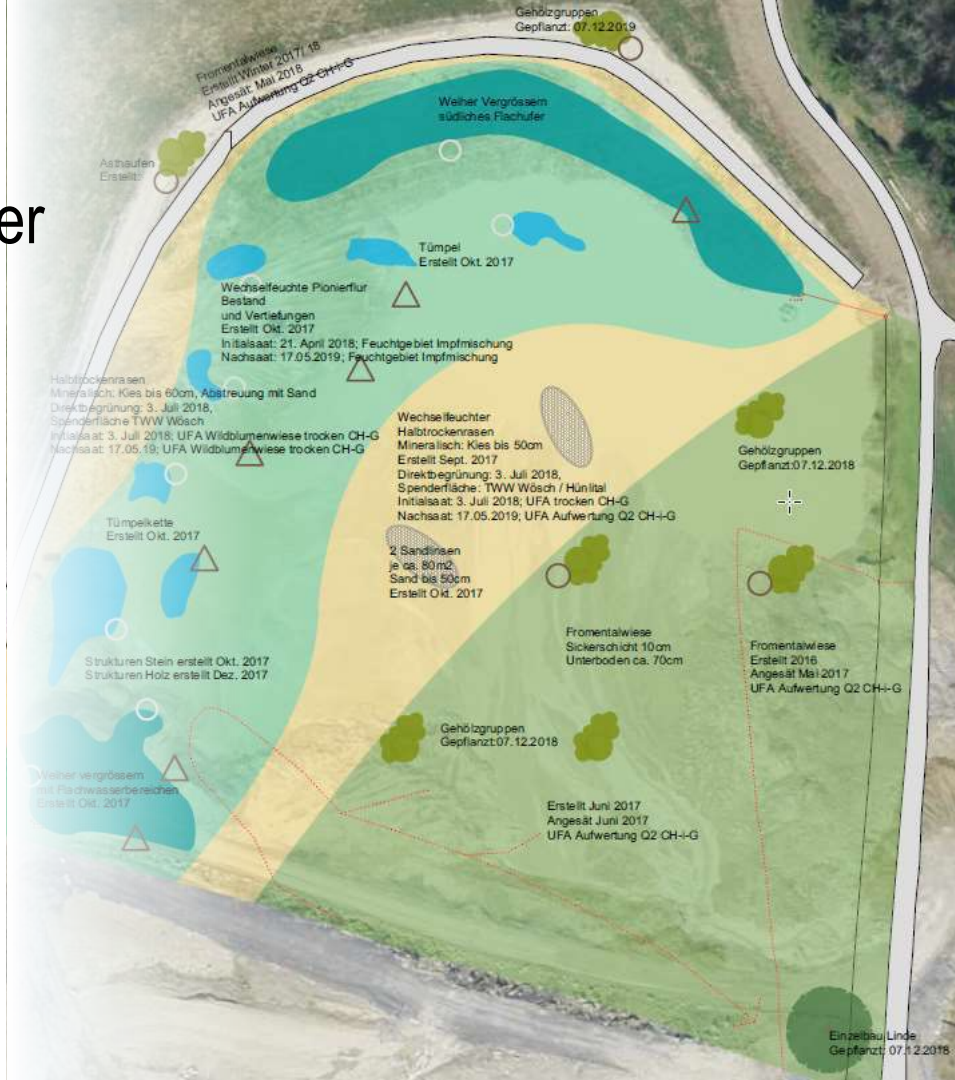 Gehölzgruppen
Gepflanzt: 07.12.2019
Fromentalwiese
Erstellt Winter 2017/ 18
Angesät: Mai 2018
UFA Aufwertung Q2 CH-i-G
Weiher Vergrössern
südliches Flachufer
Asthaufen
Erstellt:
er
Tümpel
Erstellt Okt. 2017
Wechselfeuchte Pionierflur
Bestand
und Vertiefungen
Erstellt Okt. 2017
Initialsaat: 21. April 2018; Feuchtgebiet Impfmischung
Nachsaat: 17.05.2019; Feuchtgebiet Impfmischung
Halbtrockenrasen
Mineralisch: Kies bis 60cm, Abstreuung mit Sand
Direktbegrünung: 3. Juli 2018,
Spenderfläche TWW Wösch
Initialsaat: 3. Juli 2018; UFA Wildblumenwiese trocken CH-G
Nachsaat: 17.05.19; UFA Wildblumenwiese trocken CH-G
Wechselfeuchter
Halbtrockenrasen
Mineralisch: Kies bis 50cm
Erstellt Sept. 2017
Direktbegrünung: 3. Juli 2018,
Spenderfläche: TWW Wösch / Hünlital
Initialsaat: 3. Juli 2018; UFA trocken CH-G
Nachsaat: 17.05.2019; UFA Aufwertung Q2 CH-i-G
Gehölzgruppen
Gepflanzt:07.12.2018
Tümpelkette
Erstellt Okt. 2017
2 Sandlinsen
je ca. 80m2
Sand bis 50cm
Erstellt Okt. 2017
Fromentalwiese
Sickerschicht 10cm
Unterboden ca. 70cm
Fromentalwiese
Erstellt 2016
Angesät Mai 2017
UFA Aufwertung Q2 CH-i-G
Strukturen Stein erstellt Okt. 2017
Strukturen Holz erstellt Dez. 2017
Gehölzgruppen
Gepflanzt:07.12.2018
Weiher vergrössern
mit Flachwasserbereichen
Erstellt Okt. 2017
Erstellt Juni 2017
Angesät Juni 2017
UFA Aufwertung Q2 CH-i-G
Einzelbau Linde
Gepflanzt: 07.12.2018